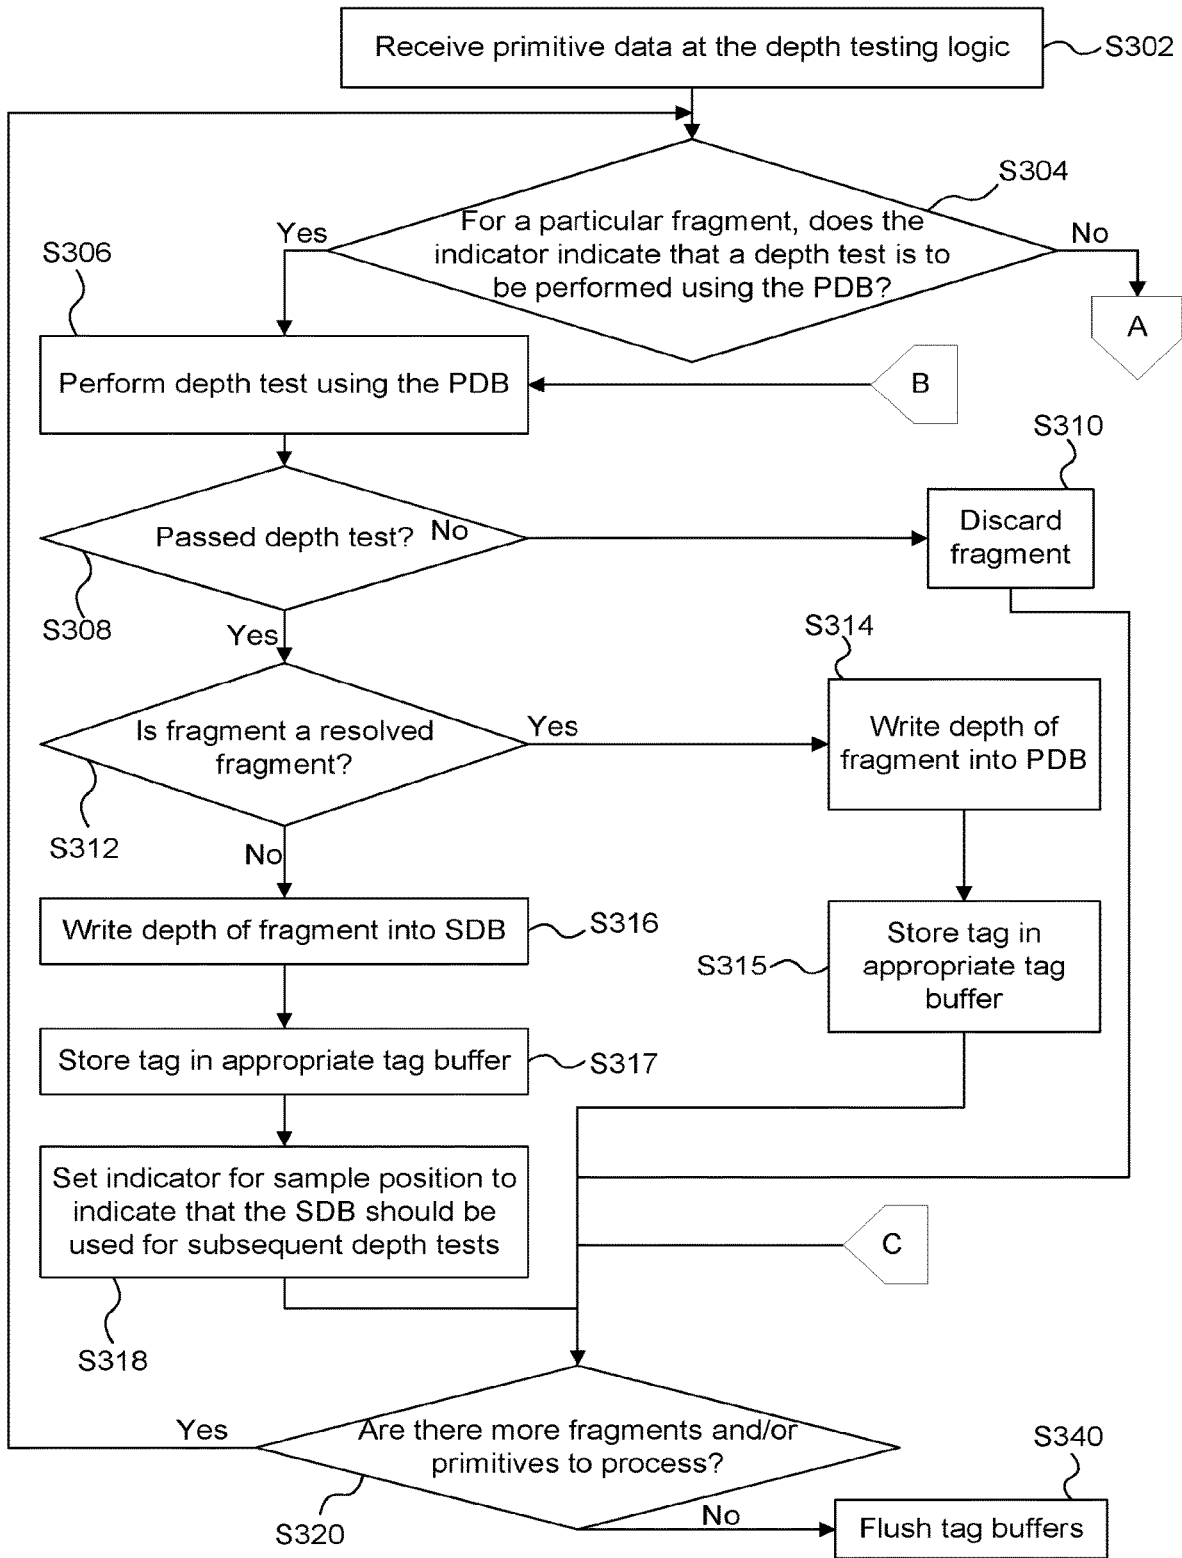 Receive primitive data at the depth testing logic
S302
S304
For a particular fragment, does the
indicator indicate that a depth test is to
be performed using the PDB?
Yes
No
S306
A
Perform depth test using the PDB
B
S310
Passed depth test?
No
Discard
fragment
S308
Yes
S314
Is fragment a resolved
fragment?
Yes
Write depth of
fragment into PDB
S312
No
Write depth of fragment into SDB
S316
Store tag in
appropriate tag
buffer
S315
Store tag in appropriate tag buffer
S317
Set indicator for sample position to
indicate that the SDB should be
used for subsequent depth tests
C
S318
Yes
Are there more fragments and/or
primitives to process?
S340
S320
No
Flush tag buffers